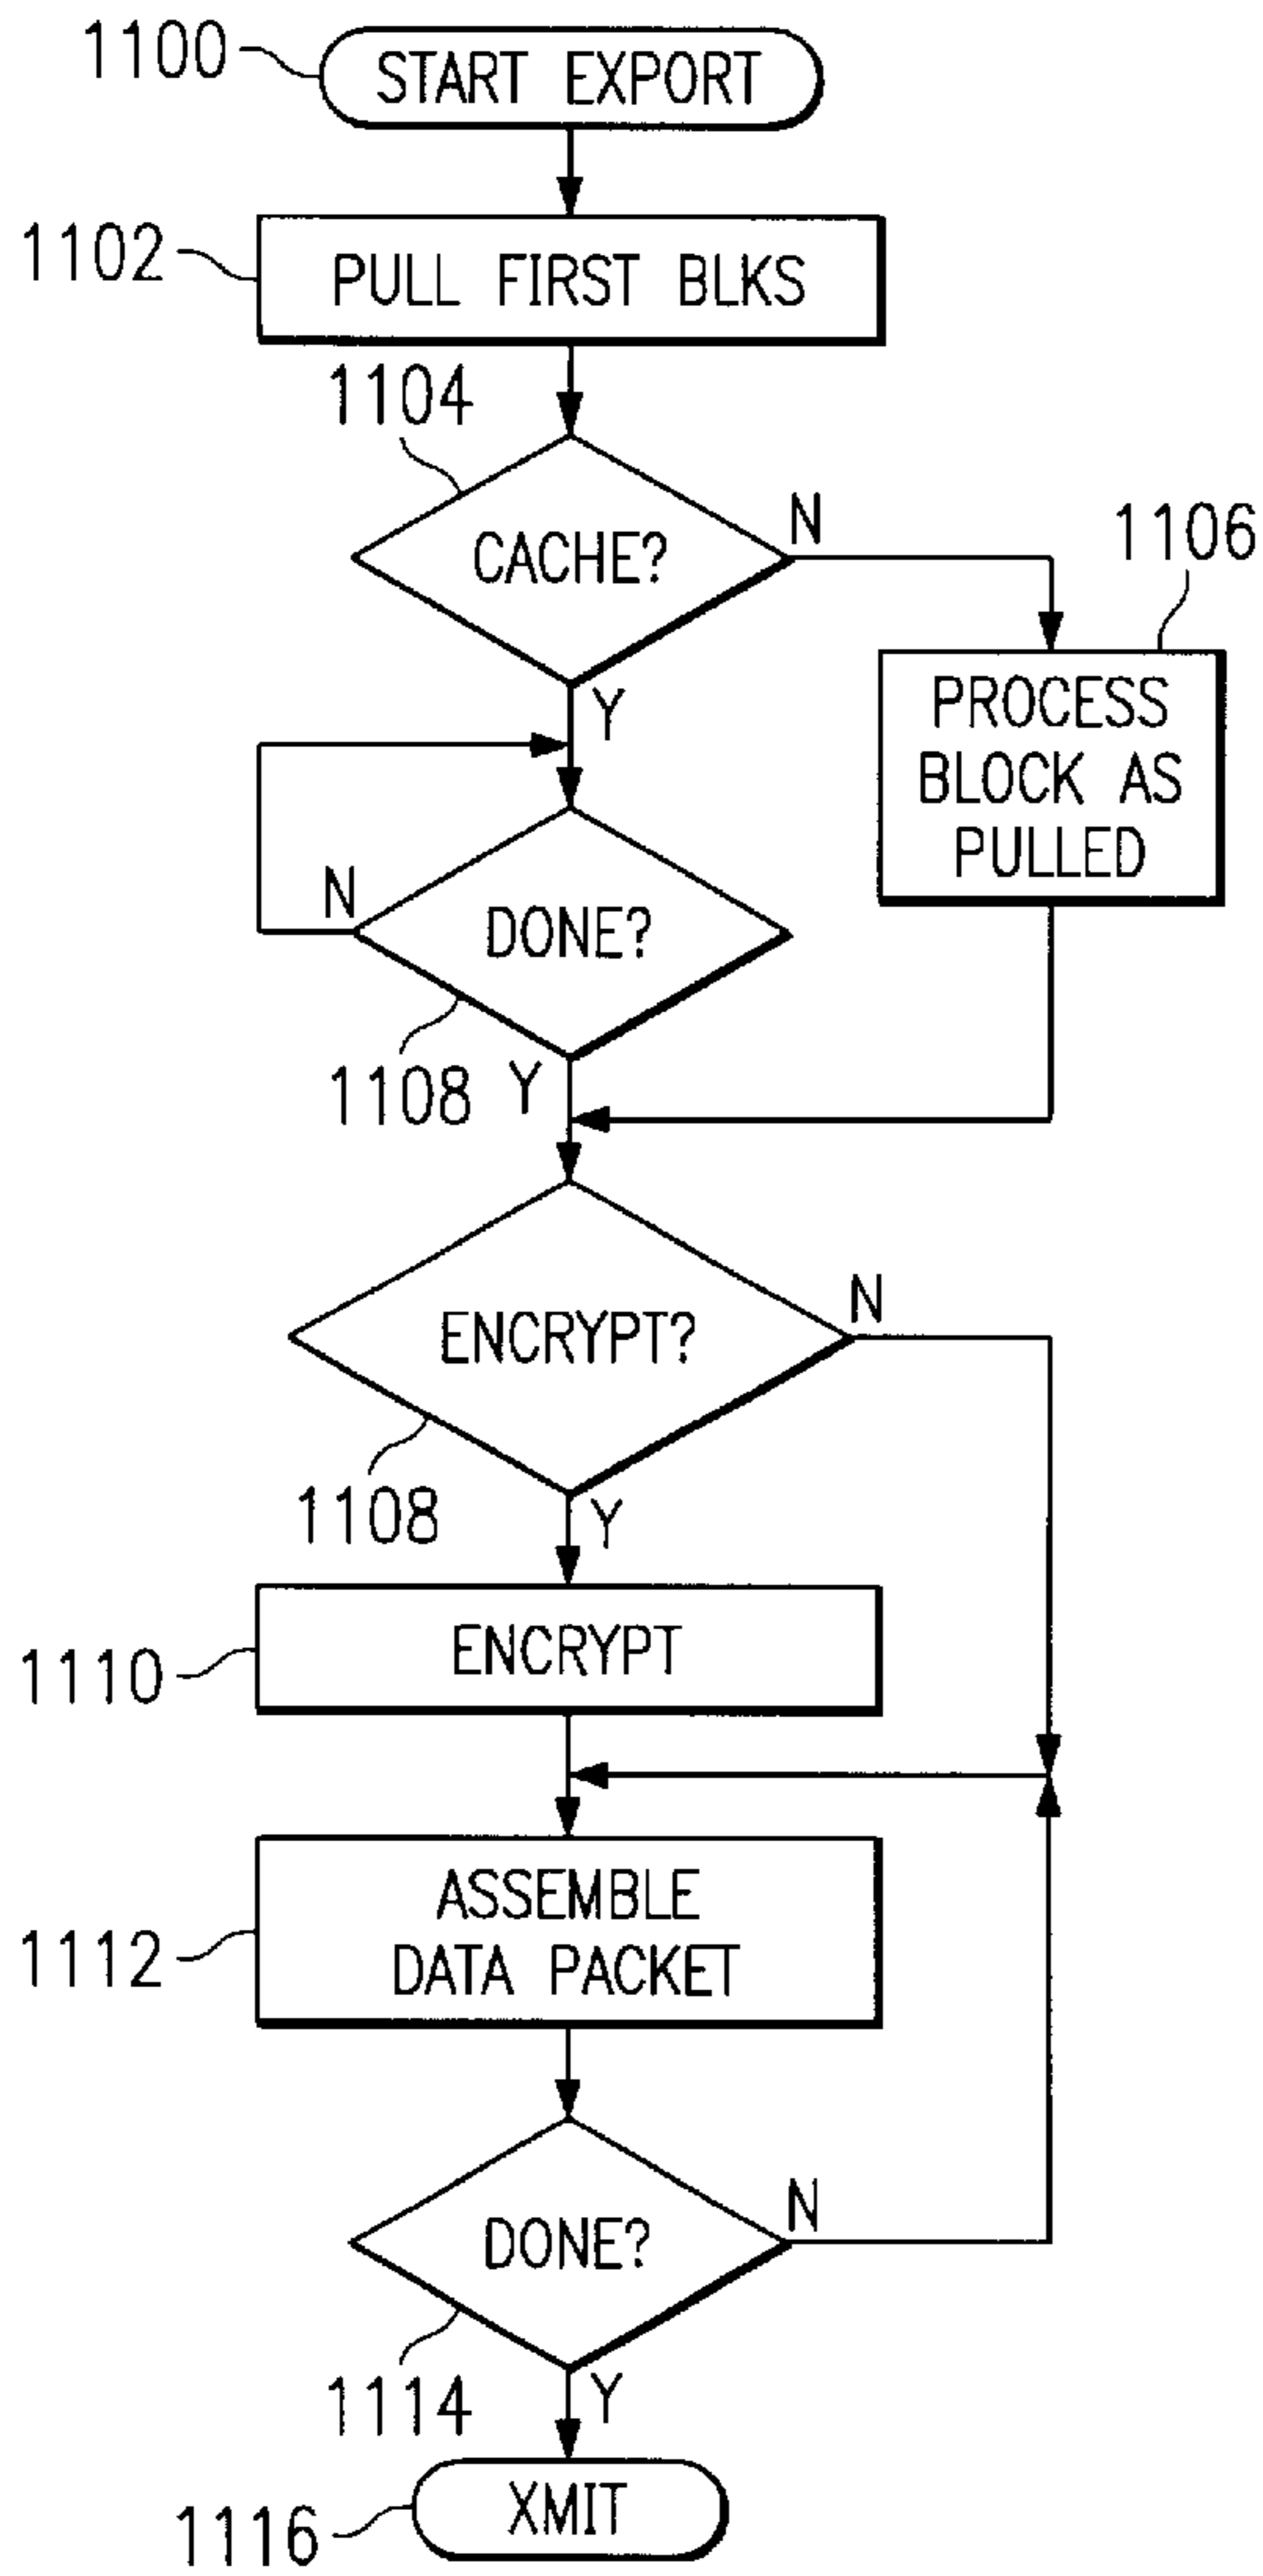 1100
START EXPORT
1102
PULL FIRST BLKS
1104
CACHE?
N
Y
1106
PROCESS
BLOCK AS
PULLED
N
DONE?
1108
Y
ENCRYPT?
N
1108
Y
1110
ENCRYPT
1112
ASSEMBLE
DATA PACKET
DONE?
N
1114
Y
1116
XMIT